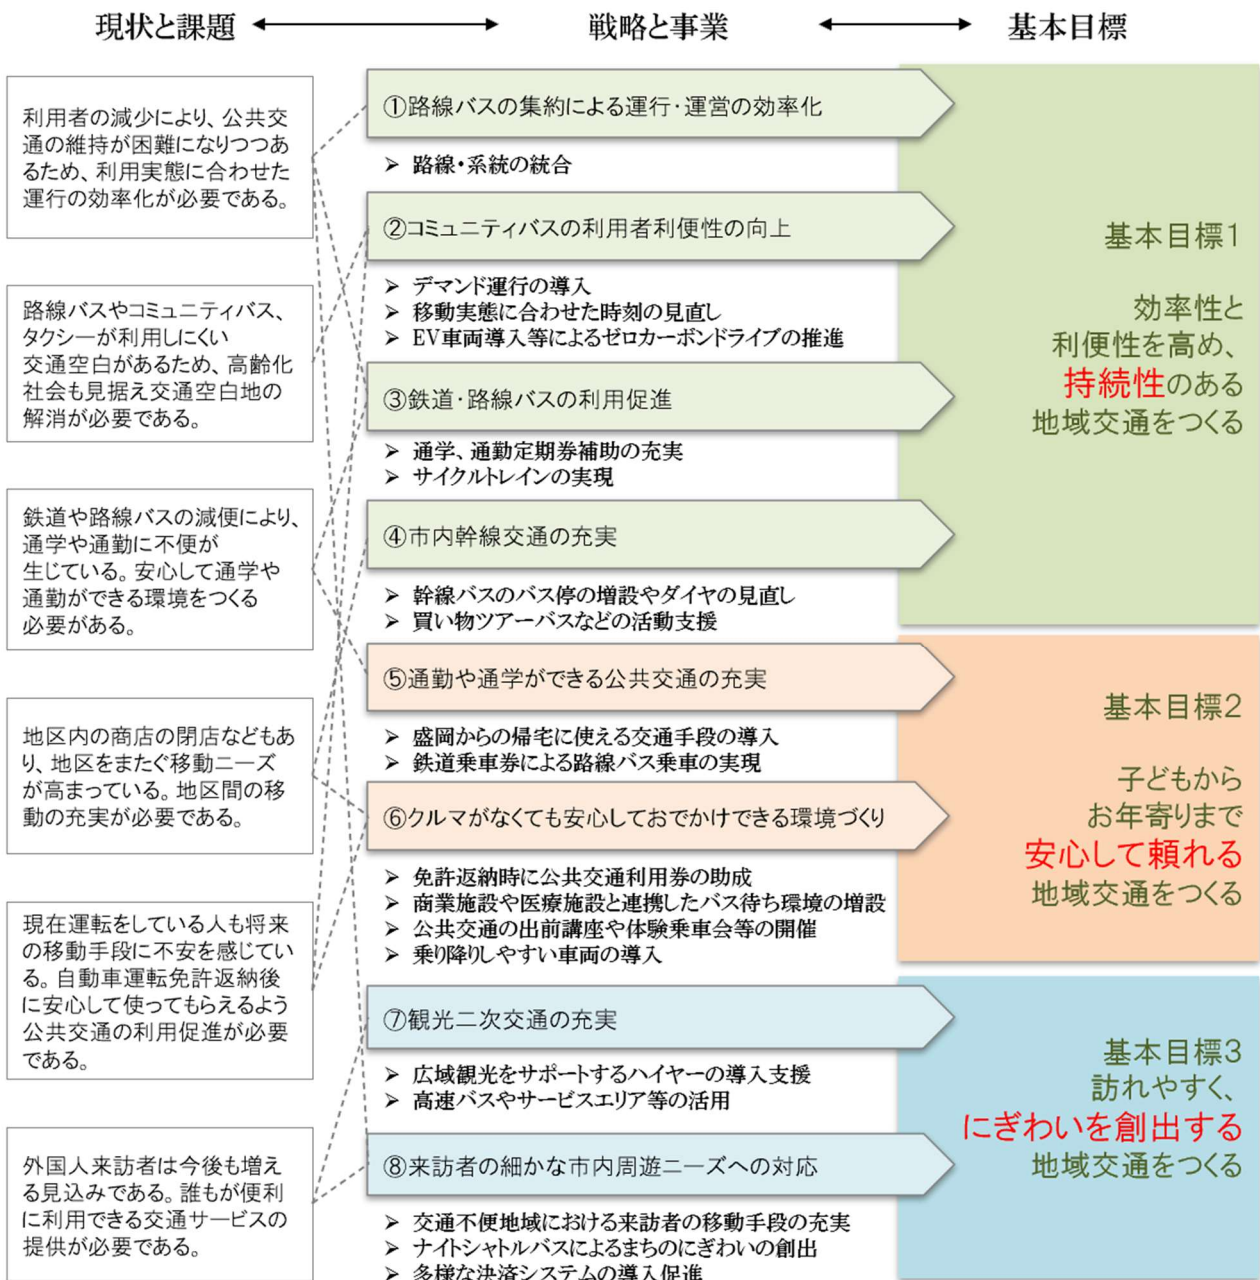 現状と課題
戦略と事業
基本目標
利用者の減少により、公共交
通の維持が困難になりつつあ
るため、利用実態に合わせた
運行の効率化が必要である。
路線バスやコミュニティバス、
タクシーが利用しにくい
交通空白があるため、高齢化
社会も見据え交通空白地の
解消が必要である。
鉄道や路線バスの減便により、
通学や通勤に不便が
生じている。安心して通学や
通勤ができる環境をつくる
必要がある。
地区内の商店の閉店などもあ
り、地区をまたぐ移動ニーズ
が高まっている。地区間の移
動の充実が必要である。
現在運転をしている人も将来
の移動手段に不安を感じてい
る。自動車運転免許返納後
に安心して使ってもらえるよう
公共交通の利用促進が必要
である。
外国人来訪者は今後も増え
る見込みである。誰もが便利
に利用できる交通サービスの
提供が必要である。
①路線バスの集約による運行・運営の効率化
➢ 路線・系統の統合
②コミュニティバスの利用者利便性の向上
➢ デマンド運行の導入
➢ 移動実態に合わせた時刻の見直し
➢ EV車両導入等によるゼロカーボンドライブの推進
③鉄道・路線バスの利用促進
➢ 通学、通勤定期券補助の充実
➢ サイクルトレインの実現
④市内幹線交通の充実
➢ 幹線バスのバス停の増設やダイヤの見直し
➢ 買い物ツアーバスなどの活動支援
⑤通勤や通学ができる公共交通の充実
➢ 盛岡からの帰宅に使える交通手段の導入
➢ 鉄道乗車券による路線バス乗車の実現
⑥クルマがなくても安心しておでかけできる環境づくり
➢ 免許返納時に公共交通利用券の助成
➢ 商業施設や医療施設と連携したバス待ち環境の増設
➢ 公共交通の出前講座や体験乗車会等の開催
➢ 乗り降りしやすい車両の導入
⑦観光二次交通の充実
➢ 広域観光をサポートするハイヤーの導入支援
➢ 高速バスやサービスエリア等の活用
⑧来訪者の細かな市内周遊ニーズへの対応
➢ 交通不便地域における来訪者の移動手段の充実
➢ ナイトシャトルバスによるまちのにぎわいの創出
➢ 多様な決済システムの導入促進
基本目標1
効率性と
利便性を高め、
持続性のある
地域交通をつくる
基本目標2
子どもから
お年寄りまで
安心して頼れる
地域交通をつくる
基本目標3
訪れやすく、
にぎわいを創出する
地域交通をつくる